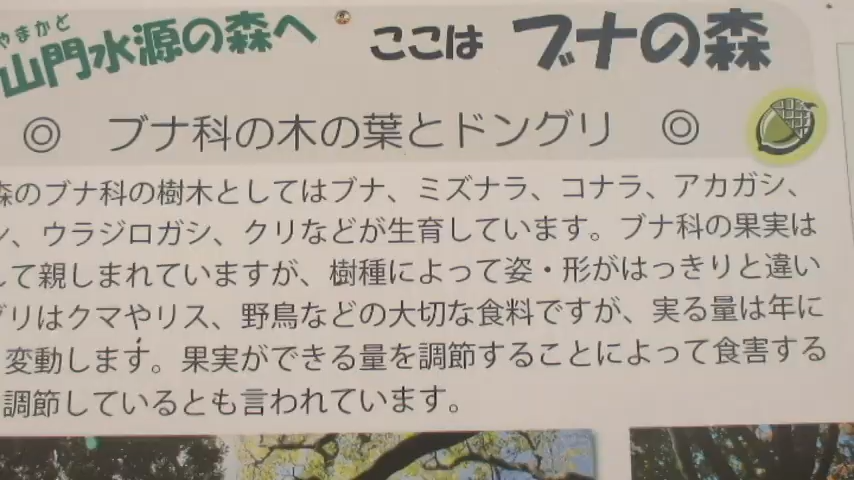 やまかど
山門水源の森へ
ここは ブナの森
◎ ブナ科の木の葉とドングリ ◎
森のブナ科の樹木としてはブナ、ミズナラ、コナラ、アカガシ、
シ、ウラジロガシ、クリなどが生育しています。ブナ科の果実は
して親しまれていますが、樹種によって姿・形がはっきりと違い
グリはクマやリス、野鳥などの大切な食料ですが、実る量は年に
変動します。果実ができる量を調節することによって食害する
調節しているとも言われています。